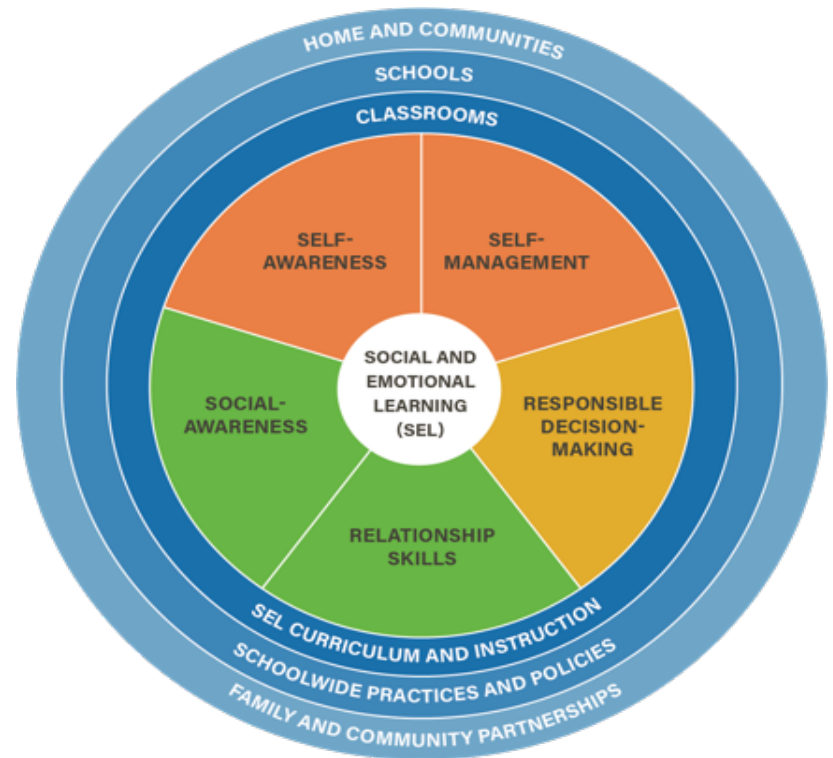 HOME AND COMMUNITIES
SCHOOLS
CLASSROOMS
SELF-
AWARENESS
SELF-
MANAGEMENT
SOCIAL AND
EMOTIONAL
LEARNING
(SEL)
SOCIAL-
AWARENESS
RESPONSIBLE
DECISION-
MAKING
RELATIONSHIP
SKILLS
SEL CURRICULUM AND INSTRUCTION
SCHOOLWIDE PRACTICES AND POLICIES
FAMILY AND COMMUNITY PARTNERSHIPS